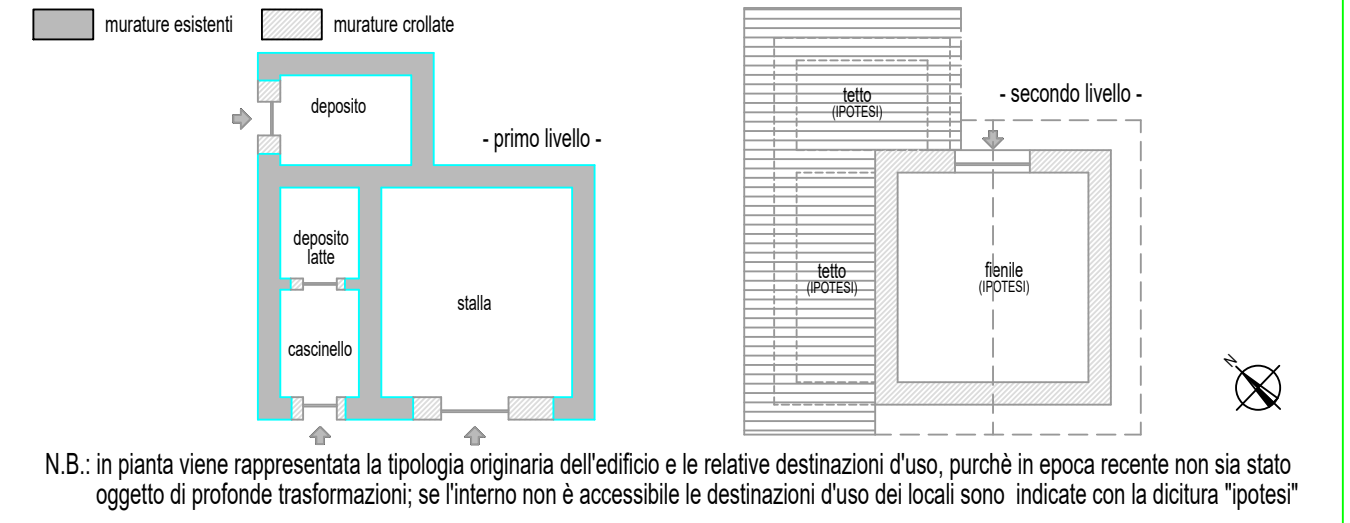 murature esistenti
murature crollate
- primo livello -
deposito
deposito
latte
stalla
cascinello
- secondo livello -
tetto
(IPOTESI)
tetto
(IPOTESI)
fienile
(IPOTESI)
N
N.B.: in pianta viene rappresentata la tipologia originaria dell'edificio e le relative destinazioni d'uso, purchè in epoca recente non sia stato
oggetto di profonde trasformazioni; se l'interno non è accessibile le destinazioni d'uso dei locali sono indicate con la dicitura "ipotesi"